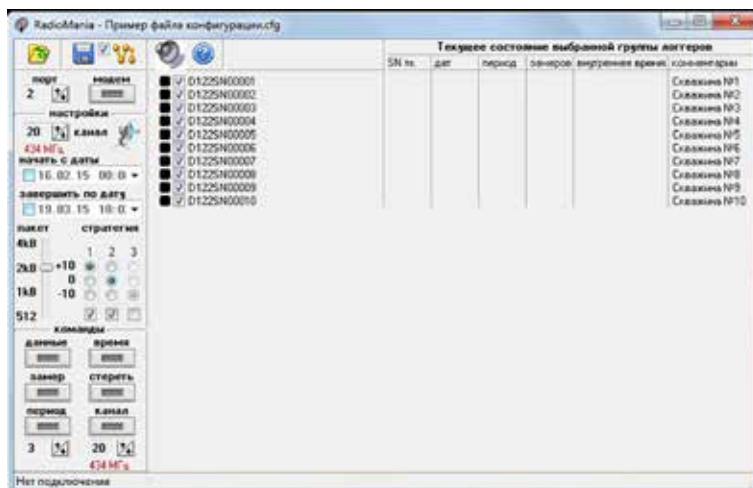 RadioMania - Пример файла конфигурации.cfg
Текущее состояние выбранной группы логгеров
SN тк. дат период замеров внутреннее время комментарии
порт модем
2
настройки
20 канал
434 МГц
начать с даты
16.02.15 00:0
завершить по дату
19.03.15 10:0
пакет стратегия
4kB
1 2 3
2kB +10
0
1kB -10
512
команды
данные время
замер стереть
период канал
3 20
434 МГц
D122SN00001 Скважина №1
D122SN00002 Скважина №2
D122SN00003 Скважина №3
D122SN00004 Скважина №4
D122SN00005 Скважина №5
D122SN00006 Скважина №6
D122SN00007 Скважина №7
D122SN00008 Скважина №8
D122SN00009 Скважина №9
D122SN00010 Скважина №10
Нет подключения